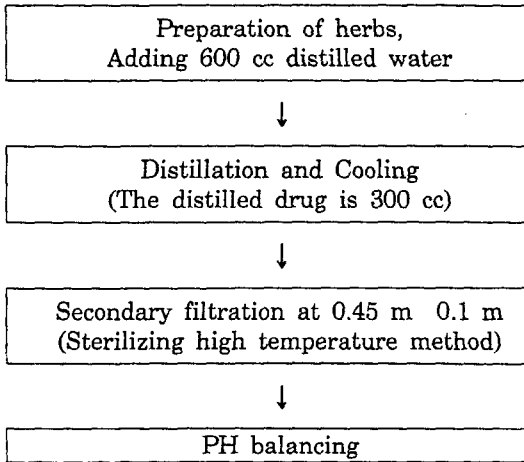 Preparation of herbs,
Adding 600 cc distilled water
↓
Distillation and Cooling
(The distilled drug is 300 cc)
↓
Secondary filtration at 0.45 m 0.1 m
(Sterilizing high temperature method)
↓
PH balancing